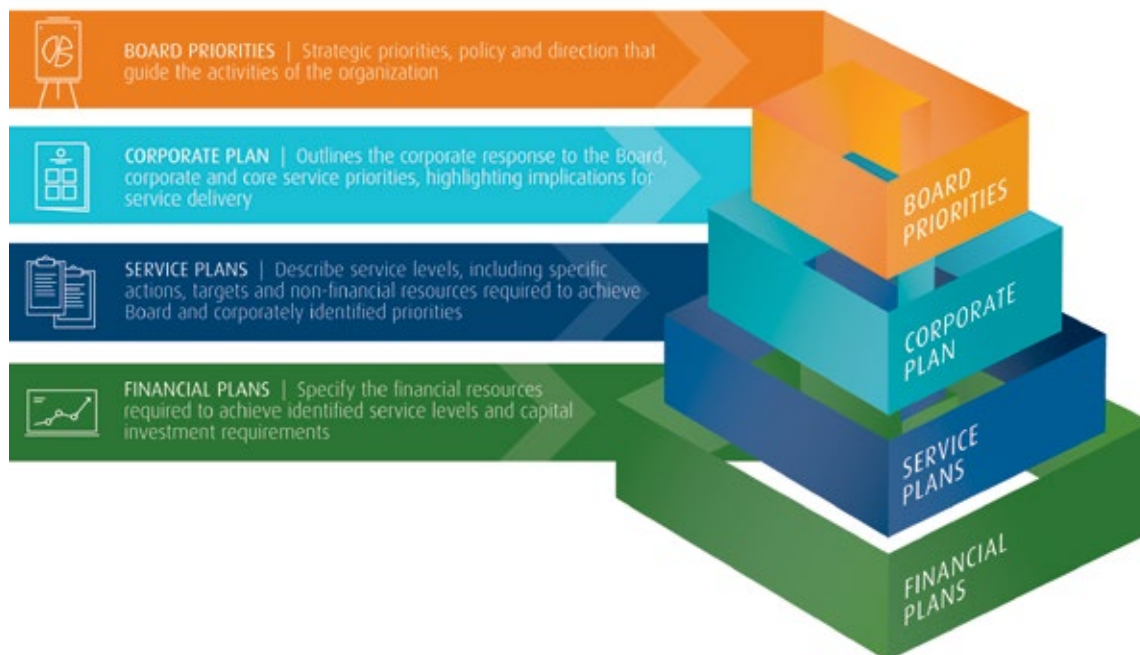 BOARD PRIORITIES | Strategic priorities, policy and direction that
guide the activities of the organization
CORPORATE PLAN | Outlines the corporate response to the Board,
corporate and core service priorities, highlighting implications for
service delivery
SERVICE PLANS | Describe service levels, including specific
actions, targets and non-financial resources required to achieve
Board and corporately identified priorities
FINANCIAL PLANS | Specify the financial resources
required to achieve identified service levels and capital
investment requirements
BOARD
PRIORITIES
CORPORATE
PLAN
SERVICE
PLANS
FINANCIAL
PLANS